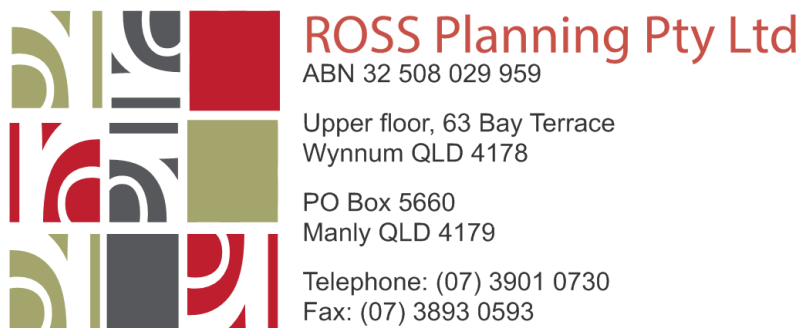 ROSS Planning Pty Ltd
ABN 32 508 029 959
Upper floor, 63 Bay Terrace
Wynnum QLD 4178
PO Box 5660
Manly QLD 4179
Telephone: (07) 3901 0730
Fax: (07) 3893 0593